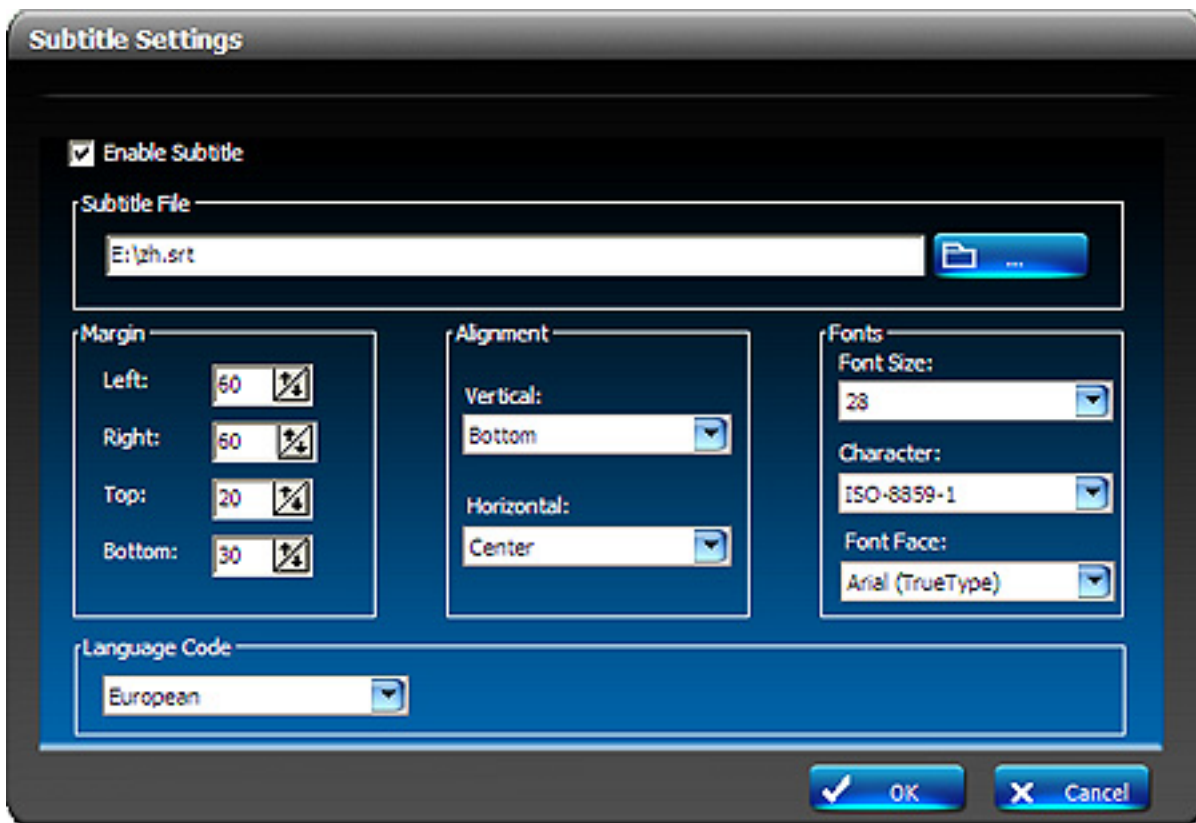 Subtitle Settings
Enable Subtitle
Subtitle File
E:\zh.srt
...
Margin
Left: 60
Right: 60
Top: 20
Bottom: 30
Alignment
Vertical:
Bottom
Horizontal:
Center
Fonts
Font Size:
28
Character:
ISO-8859-1
Font Face:
Arial (TrueType)
Language Code
European
OK
Cancel